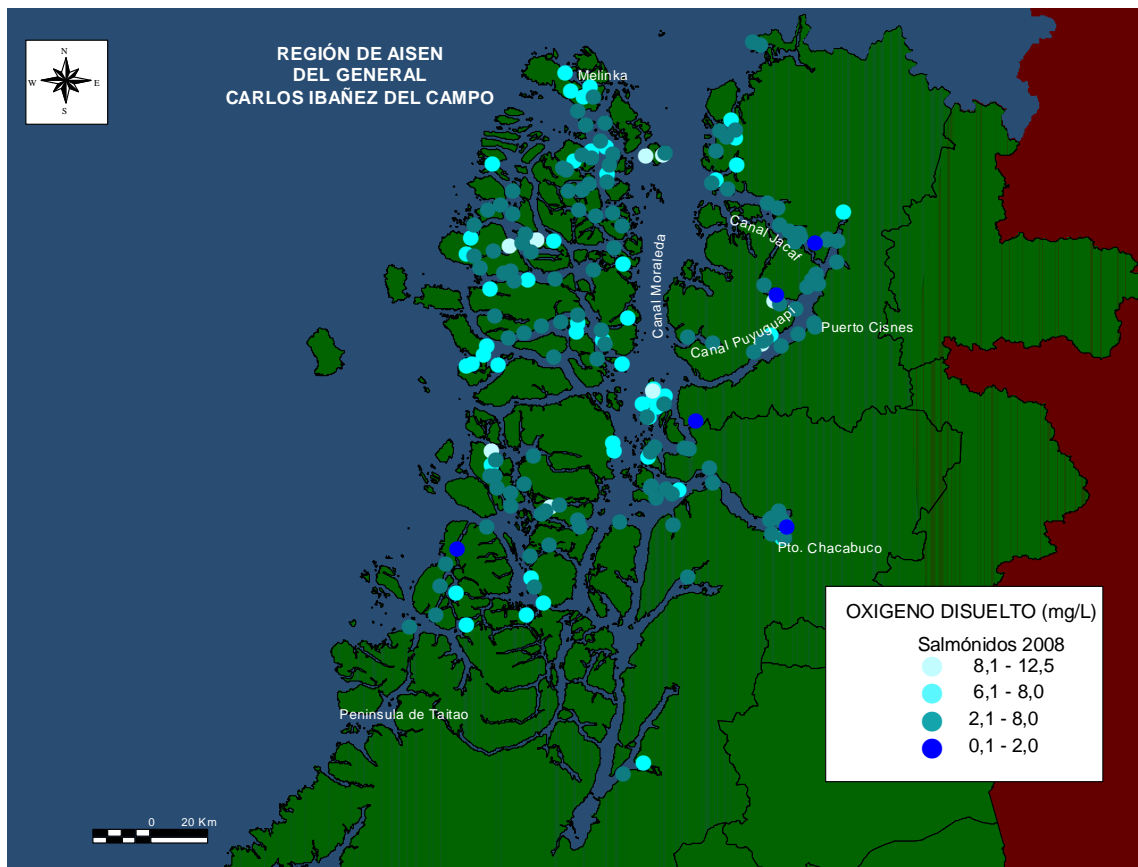 N
W E
S
REGIÓN DE AISEN
DEL GENERAL
CARLOS IBAÑEZ DEL CAMPO
Melinka
Canal Moraleda
Canal Jacaf
Canal Puyuguapi
Puerto Cisnes
Pto. Chacabuco
Peninsula de Taitao
OXIGENO DISUELTO (mg/L)
Salmónidos 2008
8,1 - 12,5
6,1 - 8,0
2,1 - 8,0
0,1 - 2,0
0 20 Km